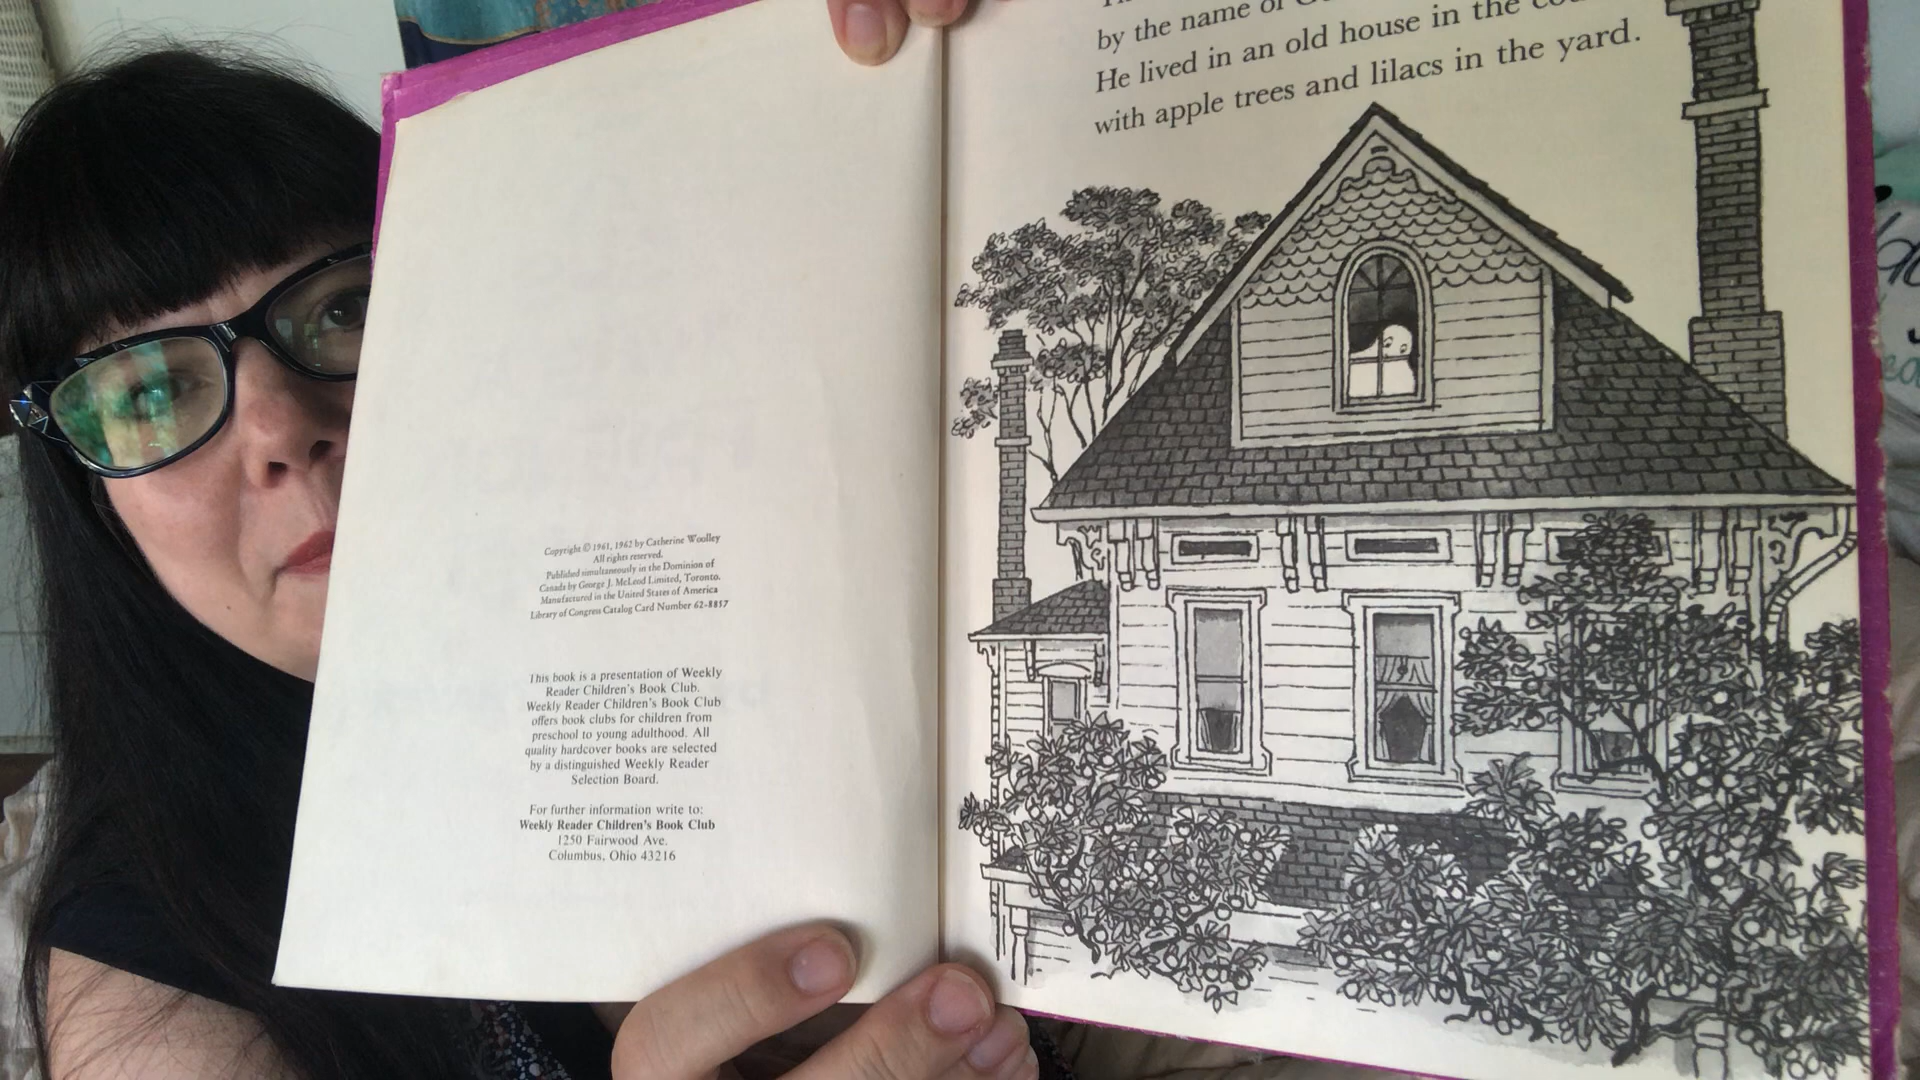 Copyright © 1961, 1962 by Catherine Woolley
All rights reserved.
Published simultaneously in the Dominion of
Canada by George J. McLeod Limited, Toronto.
Manufactured in the United States of America
Library of Congress Catalog Card Number 62-8857
This book is a presentation of Weekly
Reader Children's Book Club.
Weekly Reader Children's Book Club
offers book clubs for children from
preschool to young adulthood. All
quality hardcover books are selected
by a distinguished Weekly Reader
Selection Board.
For further information write to:
Weekly Reader Children's Book Club
1250 Fairwood Ave.
Columbus, Ohio 43216
by the name of
He lived in an old house in the
with apple trees and lilacs in the yard.